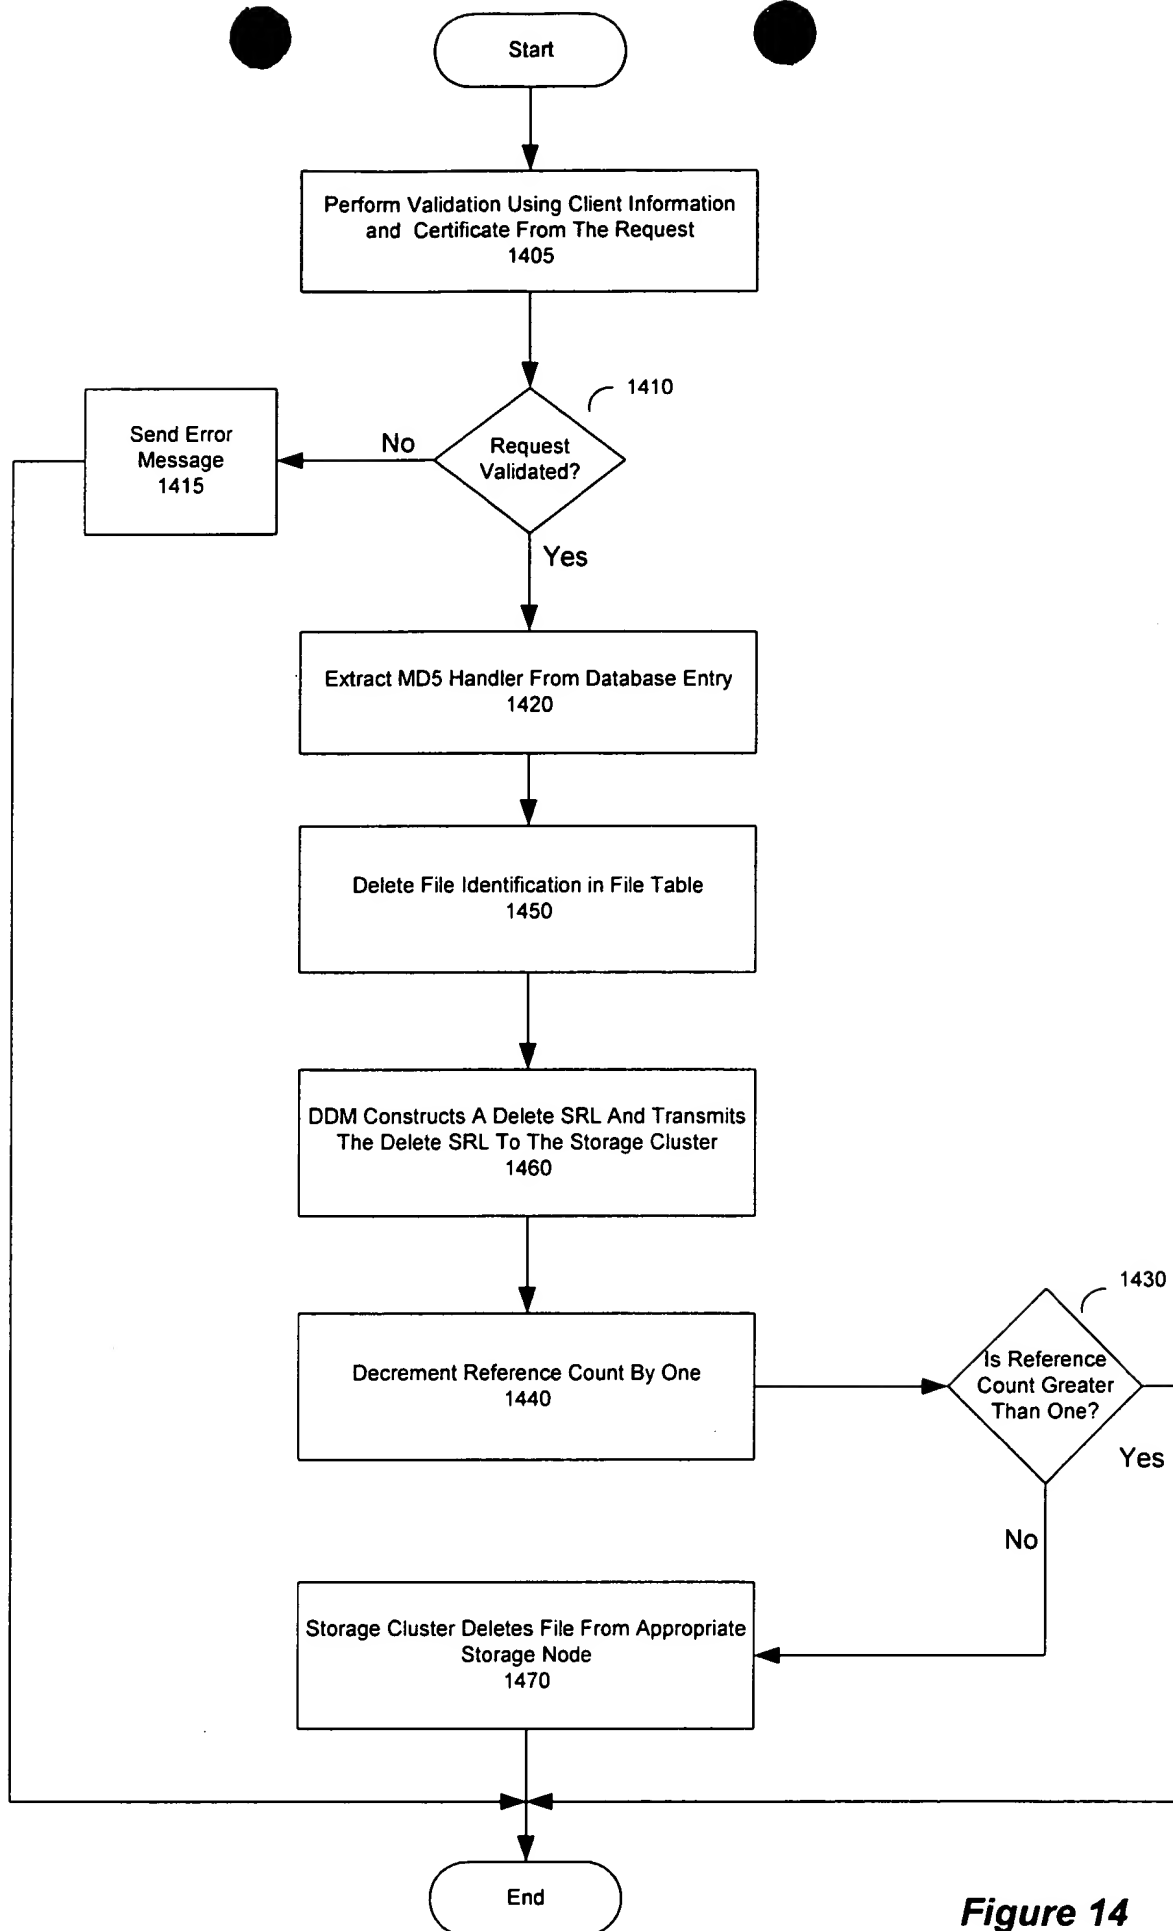 Start
Perform Validation Using Client Information
and Certificate From The Request
1405
1410
Send Error
Message
1415
No
Request
Validated?
Yes
Extract MD5 Handler From Database Entry
1420
Delete File Identification in File Table
1450
DDM Constructs A Delete SRL And Transmits
The Delete SRL To The Storage Cluster
1460
1430
Decrement Reference Count By One
1440
Is Reference
Count Greater
Than One?
Yes
No
Storage Cluster Deletes File From Appropriate
Storage Node
1470
End
Figure 14